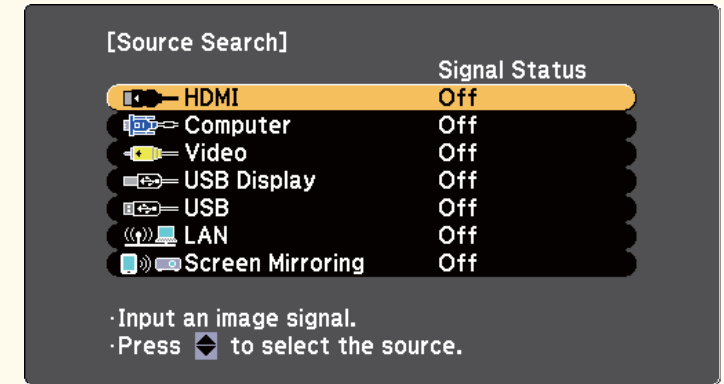 [Source Search]
Signal Status
HDMI Off
Computer Off
Video Off
USB Display Off
USB Off
LAN Off
Screen Mirroring Off
·Input an image signal.
·Press to select the source.